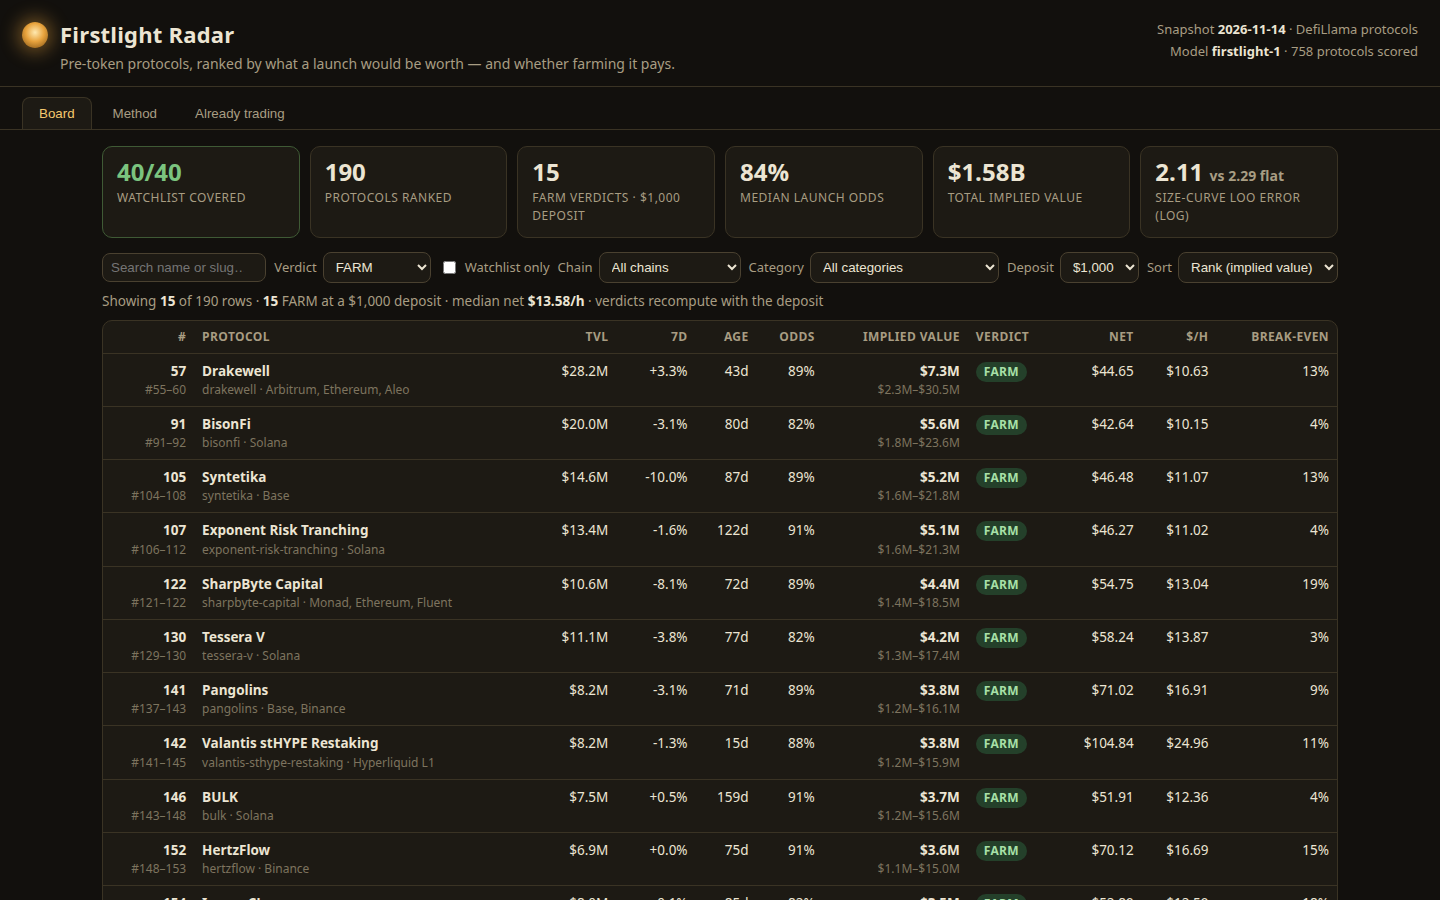 Firstlight Radar
Pre-token protocols, ranked by what a launch would be worth — and whether farming it pays.
Snapshot 2026-11-14 · DefiLlama protocols
Model firstlight-1 · 758 protocols scored
Board Method Already trading
40/40
WATCHLIST COVERED
190
PROTOCOLS RANKED
15
FARM VERDICTS · $1,000
DEPOSIT
84%
MEDIAN LAUNCH ODDS
$1.58B
TOTAL IMPLIED VALUE
2.11 vs 2.29 flat
SIZE-CURVE LOO ERROR
(LOG)
Search name or slug.. Verdict FARM Watchlist only Chain All chains Category All categories Deposit $1,000 Sort Rank (implied value)
Showing 15 of 190 rows · 15 FARM at a $1,000 deposit · median net $13.58/h · verdicts recompute with the deposit
# PROTOCOL TVL 7D AGE ODDS IMPLIED VALUE VERDICT NET $/H BREAK-EVEN
57 Drakewell $28.2M +3.3% 43d 89% $7.3M FARM $44.65 $10.63 13%
#55–60 drakewell · Arbitrum, Ethereum, Aleo $2.3M–$30.5M
91 BisonFi $20.0M -3.1% 80d 82% $5.6M FARM $42.64 $10.15 4%
#91–92 bisonfi · Solana $1.8M–$23.6M
105 Syntetika $14.6M -10.0% 87d 89% $5.2M FARM $46.48 $11.07 13%
#104–108 syntetika · Base $1.6M–$21.8M
107 Exponent Risk Tranching $13.4M -1.6% 122d 91% $5.1M FARM $46.27 $11.02 4%
#106–112 exponent-risk-tranching · Solana $1.6M–$21.3M
122 SharpByte Capital $10.6M -8.1% 72d 89% $4.4M FARM $54.75 $13.04 19%
#121–122 sharpbyte-capital · Monad, Ethereum, Fluent $1.4M–$18.5M
130 Tessera V $11.1M -3.8% 77d 82% $4.2M FARM $58.24 $13.87 3%
#129–130 tessera-v · Solana $1.3M–$17.4M
141 Pangolins $8.2M -3.1% 71d 89% $3.8M FARM $71.02 $16.91 9%
#137–143 pangolins · Base, Binance $1.2M–$16.1M
142 Valantis stHYPE Restaking $8.2M -1.3% 15d 88% $3.8M FARM $104.84 $24.96 11%
#141–145 valantis-sthype-restaking · Hyperliquid L1 $1.2M–$15.9M
146 BULK $7.5M +0.5% 159d 91% $3.7M FARM $51.91 $12.36 4%
#143–148 bulk · Solana $1.2M–$15.6M
152 HertzFlow $6.9M +0.0% 75d 91% $3.6M FARM $70.12 $16.69 15%
#148–153 hertzflow · Binance $1.1M–$15.0M